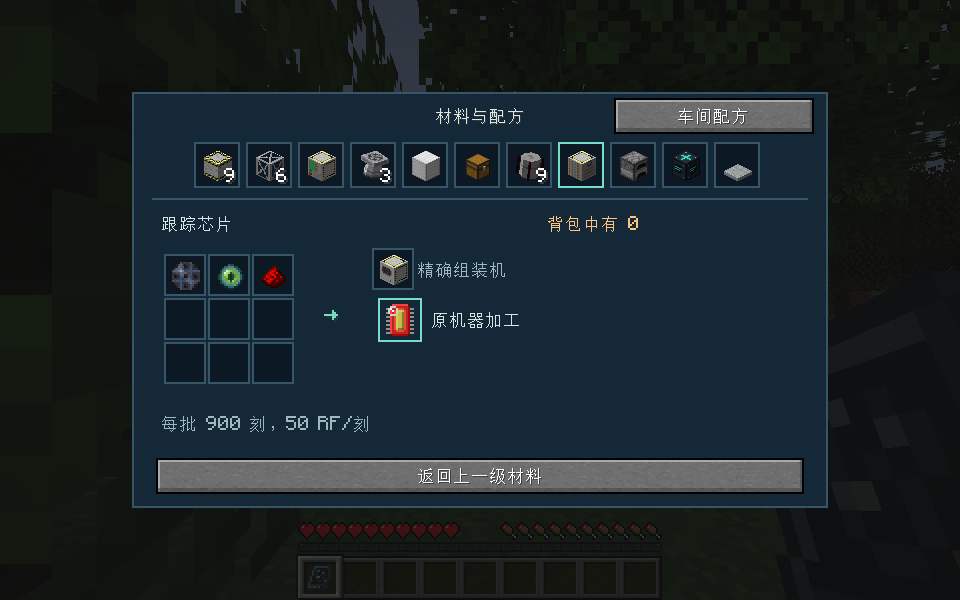 材料与配方
车间配方
9
6
3
9
跟踪芯片
背包中有 0
精确组装机
原机器加工
每批 900 刻，50 RF/刻
返回上一级材料